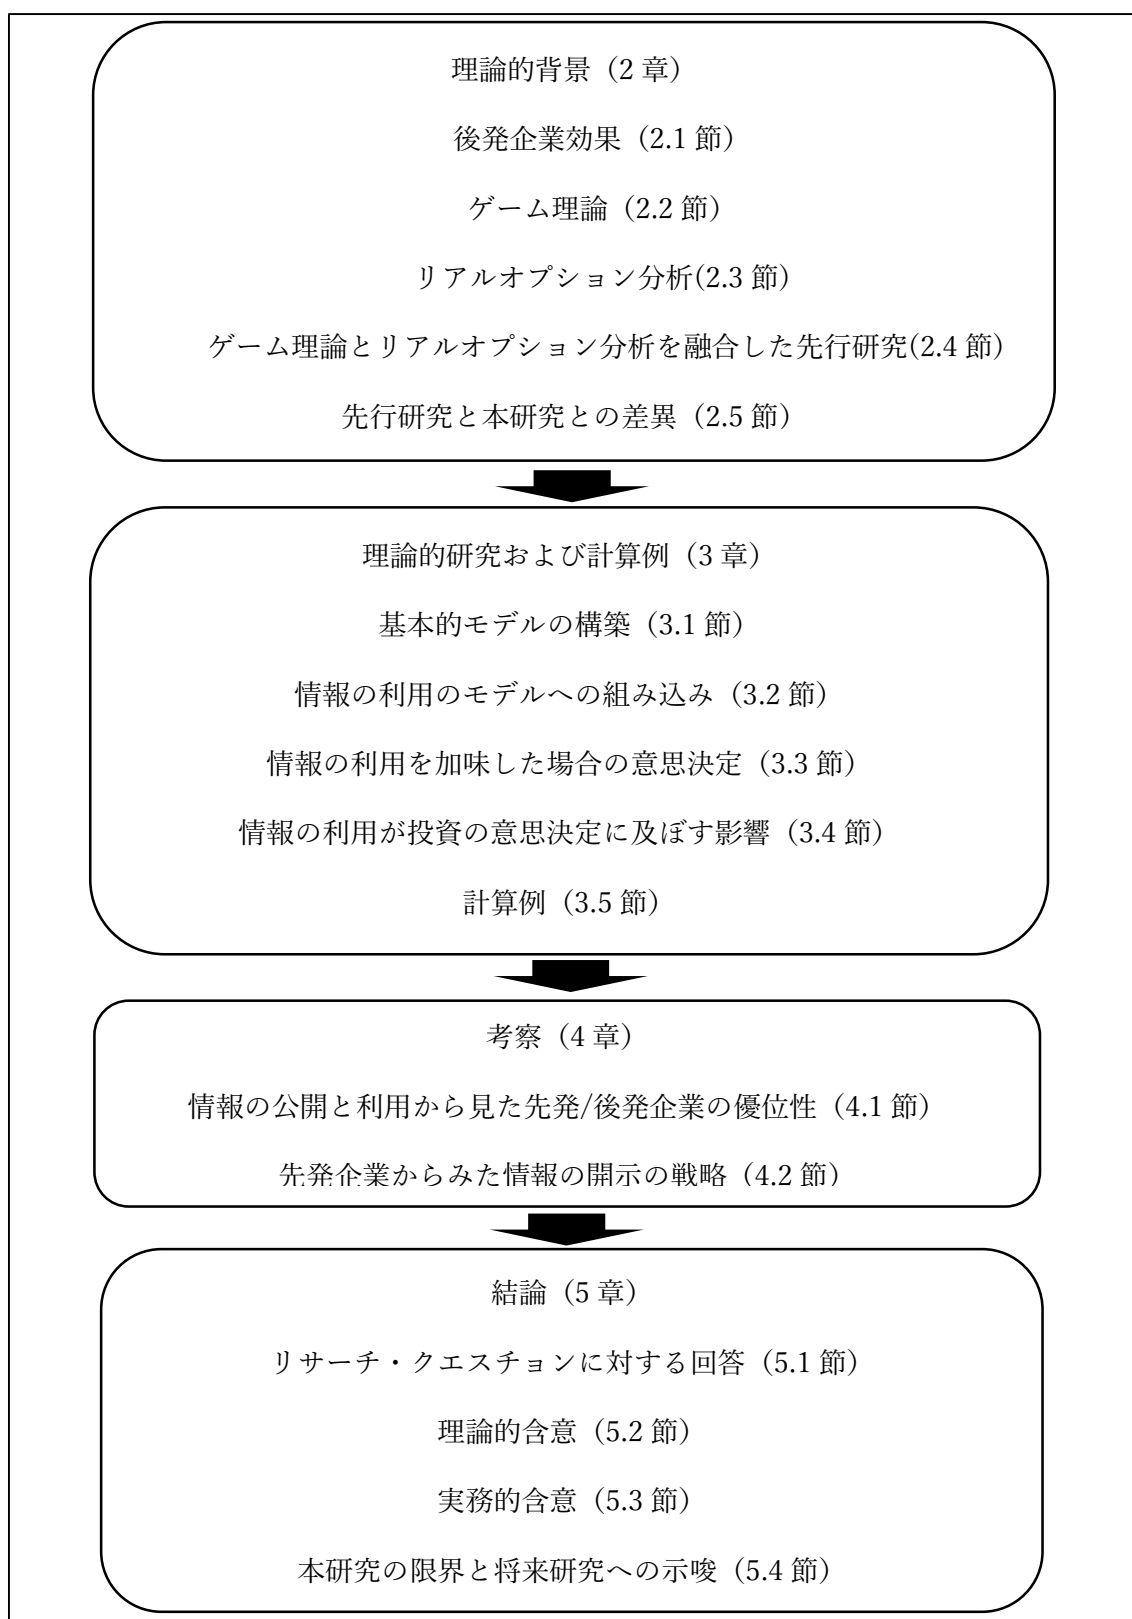 理論的背景（2 章）
後発企業効果（2.1 節）
ゲーム理論（2.2 節）
リアルオプション分析(2.3 節）
ゲーム理論とリアルオプション分析を融合した先行研究(2.4 節）
先行研究と本研究との差異（2.5 節）
理論的研究および計算例（3 章）
基本的モデルの構築（3.1 節）
情報の利用のモデルへの組み込み（3.2 節）
情報の利用を加味した場合の意思決定（3.3 節）
情報の利用が投資の意思決定に及ぼす影響（3.4 節）
計算例（3.5 節）
考察（4 章）
情報の公開と利用から見た先発/後発企業の優位性（4.1 節）
先発企業からみた情報の開示の戦略（4.2 節）
結論（5 章）
リサーチ・クエスチョンに対する回答（5.1 節）
理論的含意（5.2 節）
実務的含意（5.3 節）
本研究の限界と将来研究への示唆（5.4 節）